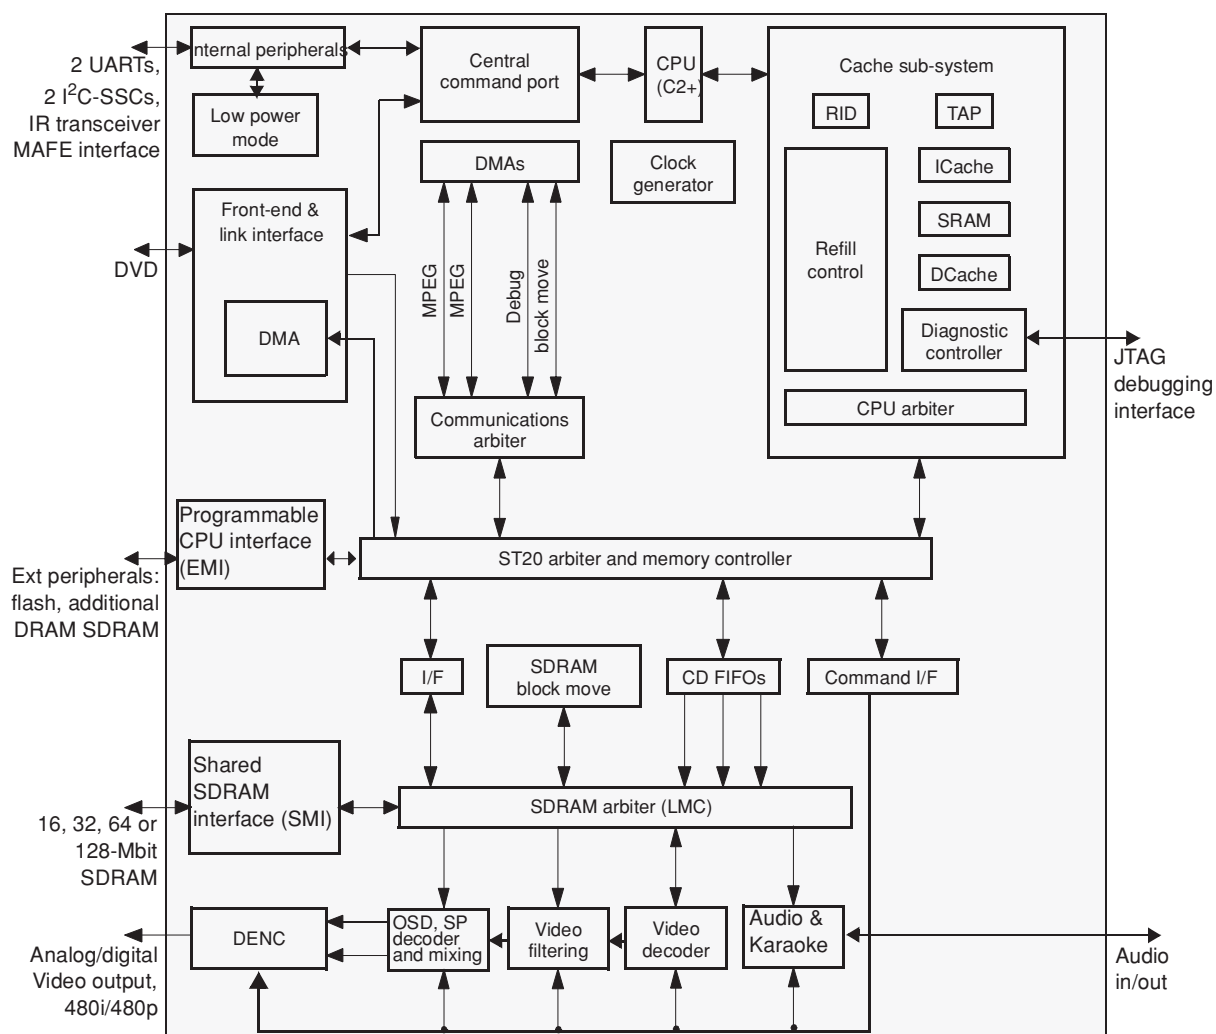 nternal peripherals
2 UARTs,
2 I²C-SSCs,
IR transceiver
MAFE interface
Low power
mode
Central
command port
CPU
(C2+)
Cache sub-system
RID
TAP
ICache
SRAM
DCache
Refill
control
Diagnostic
controller
CPU arbiter
JTAG
debugging
interface
DMAs
Clock
generator
MPEG
MPEG
Debug
block move
Front-end &
link interface
DVD
DMA
Communications
arbiter
Programmable
CPU interface
(EMI)
Ext peripherals:
flash, additional
DRAM SDRAM
ST20 arbiter and memory controller
I/F
SDRAM
block move
CD FIFOs
Command I/F
Shared
SDRAM
interface (SMI)
16, 32, 64 or
128-Mbit
SDRAM
SDRAM arbiter (LMC)
DENC
OSD, SP
decoder
and mixing
Video
filtering
Video
decoder
Audio &
Karaoke
Analog/digital
Video output,
480i/480p
Audio
in/out